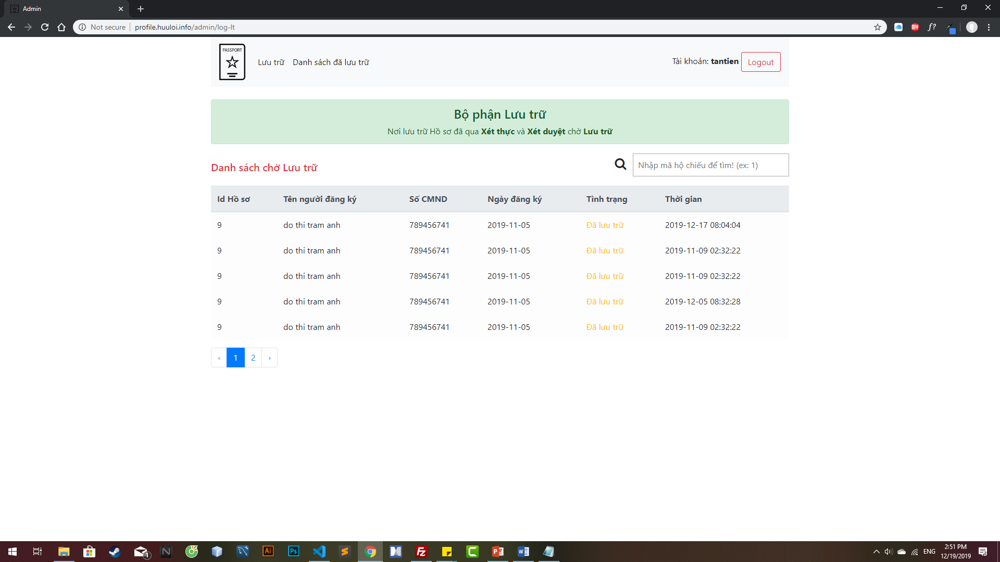 Admin
Not secure
profile.huuloi.info/admin/log-lt
MY
f?
PASSPORT
Lưu trữ
Danh sách đã lưu trữ
Tài khoản: tantien
Logout
Bộ phận Lưu trữ
Nơi lưu trữ Hồ sơ đã qua Xét thực và Xét duyệt chờ Lưu trữ
Danh sách chờ Lưu trữ
Nhập mã hộ chiếu để tìm! (ex: 1)
Id Hồ sơ Tên người đăng ký Số CMND Ngày đăng ký Tình trạng Thời gian
9 do thi tram anh 789456741 2019-11-05 Đã lưu trữ 2019-12-17 08:04:04
9 do thi tram anh 789456741 2019-11-05 Đã lưu trữ 2019-11-09 02:32:22
9 do thi tram anh 789456741 2019-11-05 Đã lưu trữ 2019-11-09 02:32:22
9 do thi tram anh 789456741 2019-11-05 Đã lưu trữ 2019-12-05 08:32:28
9 do thi tram anh 789456741 2019-11-05 Đã lưu trữ 2019-11-09 02:32:22
‹ 1 2 ›
1
N
Ai
Ps
Fz
C
P
W
ENG
2:51 PM
12/19/2019